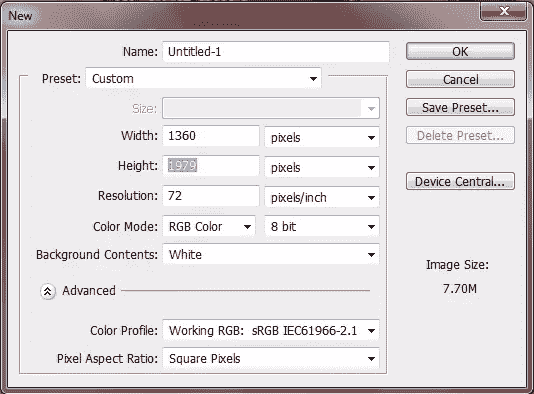 New
Name: Untitled-1
OK
Preset: Custom
Cancel
Size:
Save Preset...
Width: 1360 pixels
Delete Preset...
Height: 1979 pixels
Resolution: 72 pixels/inch
Device Central...
Color Mode: RGB Color 8 bit
Background Contents: White
Image Size:
7.70M
Advanced
Color Profile: Working RGB: sRGB IEC61966-2.1
Pixel Aspect Ratio: Square Pixels